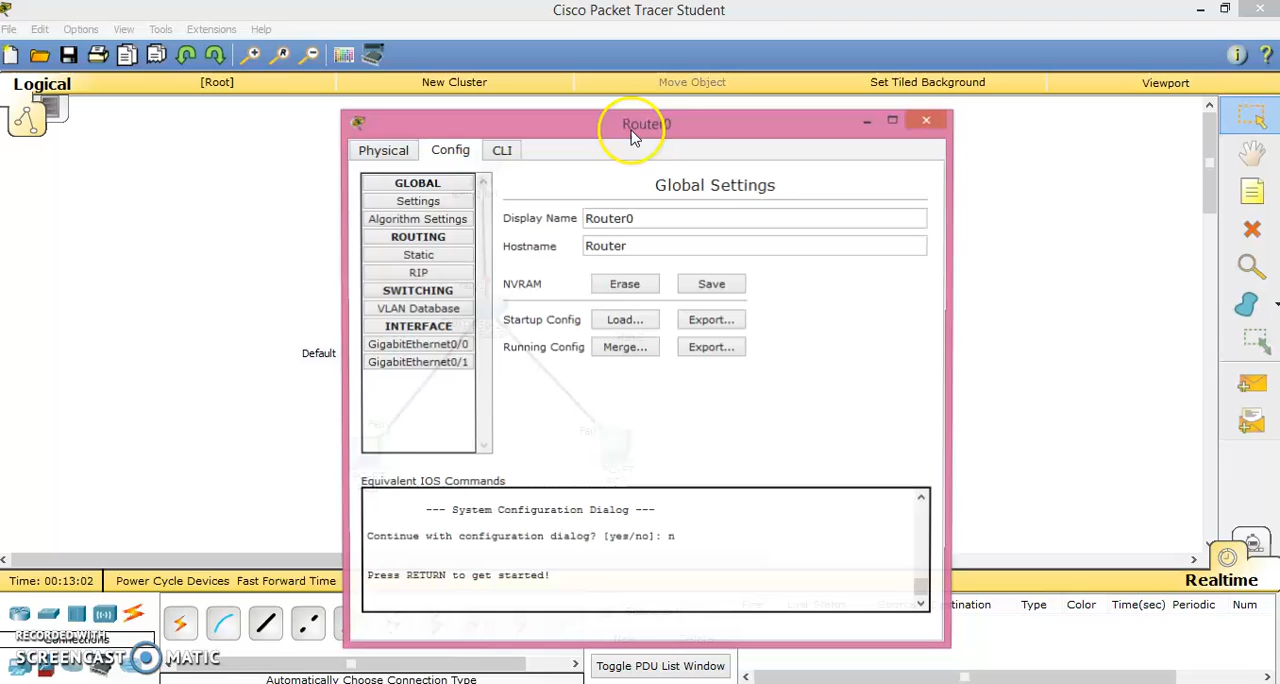 Cisco Packet Tracer Student
File Edit Options View Tools Extensions Help
Logical [Root] New Cluster Move Object Set Tiled Background Viewport
Router0
Physical Config CLI
GLOBAL
Settings
Algorithm Settings
ROUTING
Static
RIP
SWITCHING
VLAN Database
INTERFACE
GigabitEthernet0/0
GigabitEthernet0/1
Global Settings
Display Name Router0
Hostname Router
NVRAM Erase Save
Startup Config Load... Export...
Running Config Merge... Export...
Default
Equivalent IOS Commands
--- System Configuration Dialog ---
Continue with configuration dialog? [yes/no]: n
Press RETURN to get started!
Time: 00:13:02 Power Cycle Devices Fast Forward Time Realtime
tination Type Color Time(sec) Periodic Num
Connections
RECORDED WITH
SCREENCAST MATIC
Toggle PDU List Window
Automatically Choose Connection Type